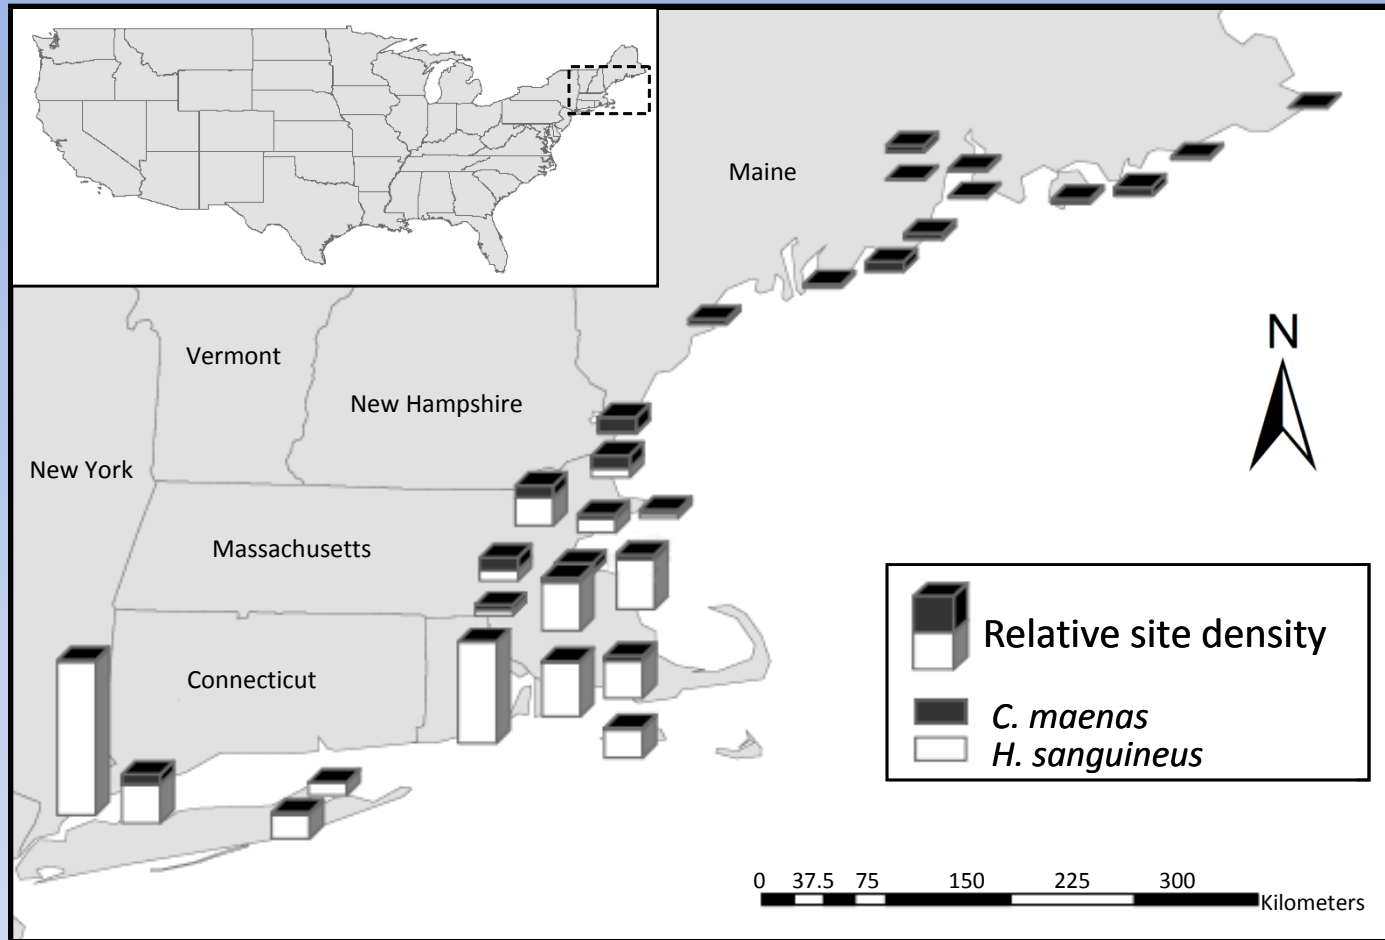 Maine
N
Vermont
New Hampshire
New York
Massachusetts
Connecticut
Relative site density
C. maenas
H. sanguineus
0 37.5 75 150 225 300
Kilometers